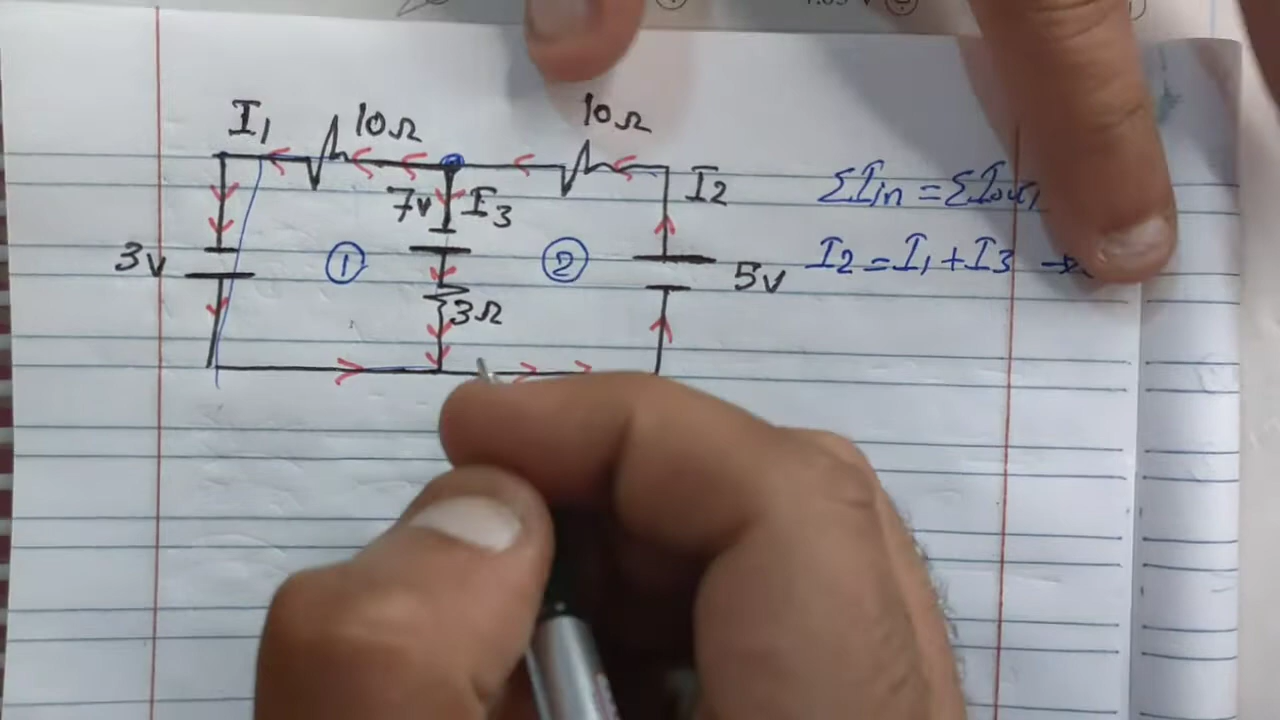 I₁ 10Ω 10Ω
7v I₃ I₂
3v ① ② 5v
3Ω
ΣIin = ΣIout
I₂ = I₁ + I₃ →